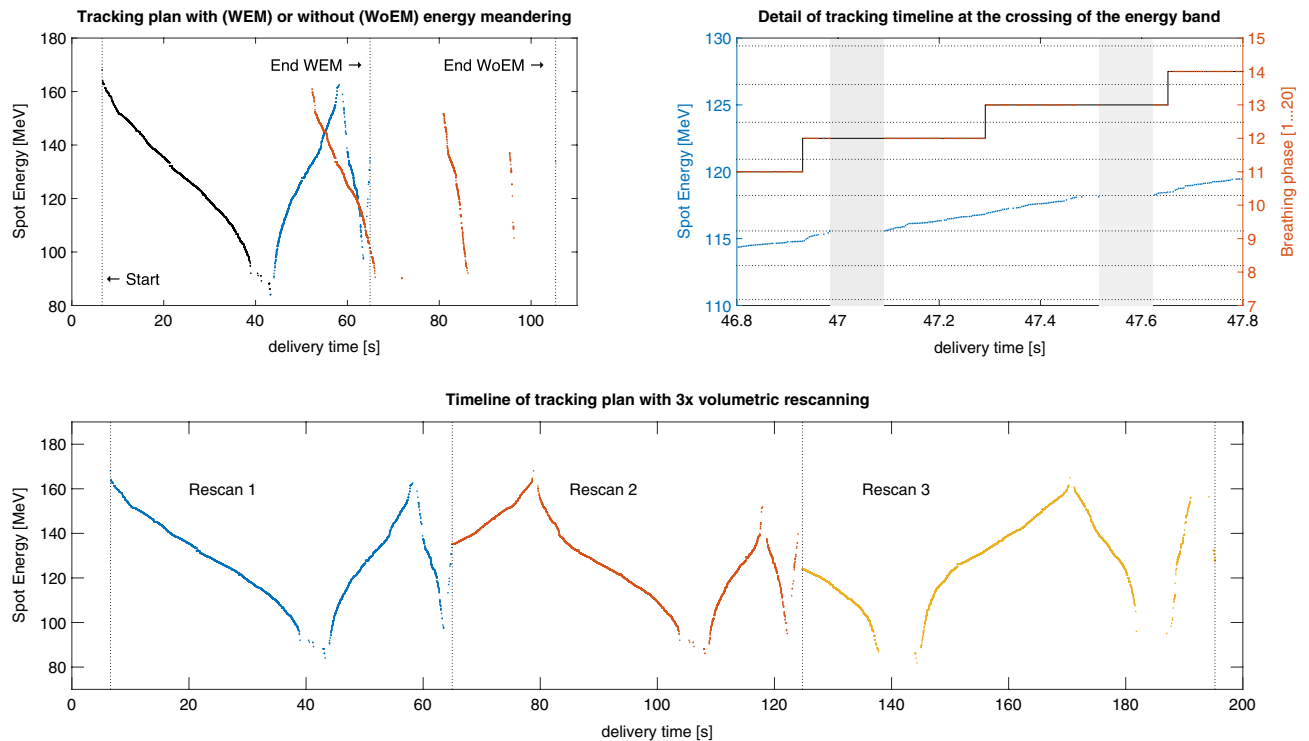 Tracking plan with (WEM) or without (WoEM) energy meandering
180
160
140
120
100
80
Spot Energy [MeV]
End WEM →
End WoEM →
← Start
0 20 40 60 80 100
delivery time [s]
Detail of tracking timeline at the crossing of the energy band
130
125
120
115
110
Spot Energy [MeV]
15
14
13
12
11
10
9
8
7
Breathing phase [1...20]
46.8 47 47.2 47.4 47.6 47.8
delivery time [s]
Timeline of tracking plan with 3x volumetric rescanning
180
160
140
120
100
80
Spot Energy [MeV]
Rescan 1
Rescan 2
Rescan 3
0 20 40 60 80 100 120 140 160 180 200
delivery time [s]